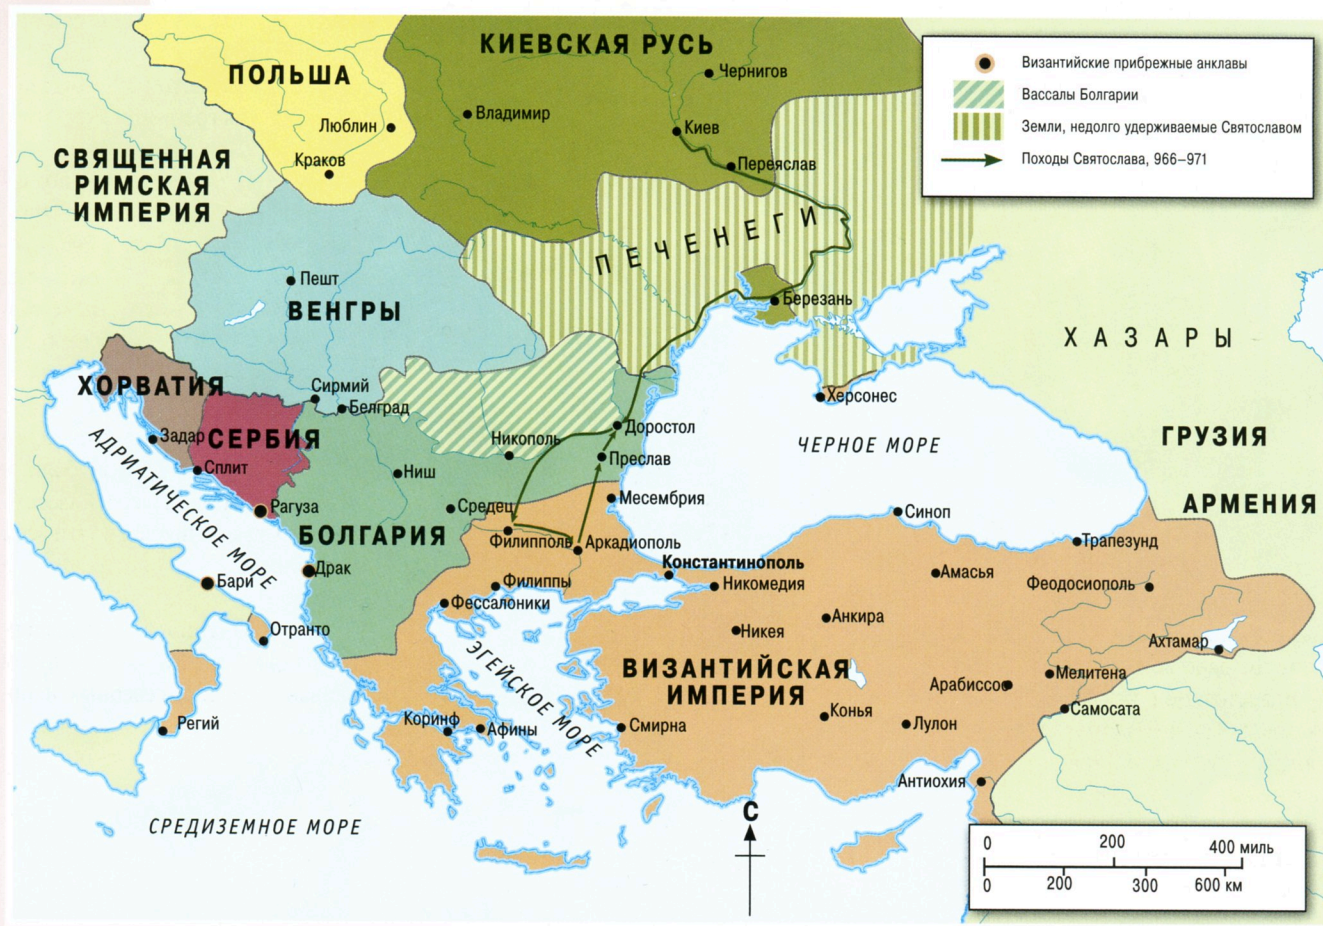 КИЕВСКАЯ РУСЬ
ПОЛЬША
Чернигов
Владимир
Люблин
Киев
Краков
Переяслав
СВЯЩЕННАЯ
РИМСКАЯ
ИМПЕРИЯ
Византийские прибрежные анклавы
Вассалы Болгарии
Земли, недолго удерживаемые Святославом
Походы Святослава, 966–971
ПЕЧЕНЕГИ
Пешт
ВЕНГРЫ
Березань
ХАЗАРЫ
ХОРВАТИЯ
Сирмий
Белград
Херсонес
Задар
СЕРБИЯ
Никополь
Доростол
ЧЕРНОЕ МОРЕ
ГРУЗИЯ
АДРИАТИЧЕСКОЕ МОРЕ
Сплит
Ниш
Преслав
Рагуза
Средец
Месембрия
АРМЕНИЯ
Синоп
БОЛГАРИЯ
Филипполь
Аркадиополь
Трапезунд
Драк
Бари
Константинополь
Филиппы
Никомедия
Амасья
Феодосиополь
Фессалоники
Отранто
Никея
Анкира
Ахтамар
ЭГЕЙСКОЕ МОРЕ
ВИЗАНТИЙСКАЯ
ИМПЕРИЯ
Арабиссос
Мелитена
Регий
Коринф
Афины
Смирна
Конья
Лулон
Самосата
Антиохия
СРЕДИЗЕМНОЕ МОРЕ
С
0 200 400 миль
0 200 300 600 км